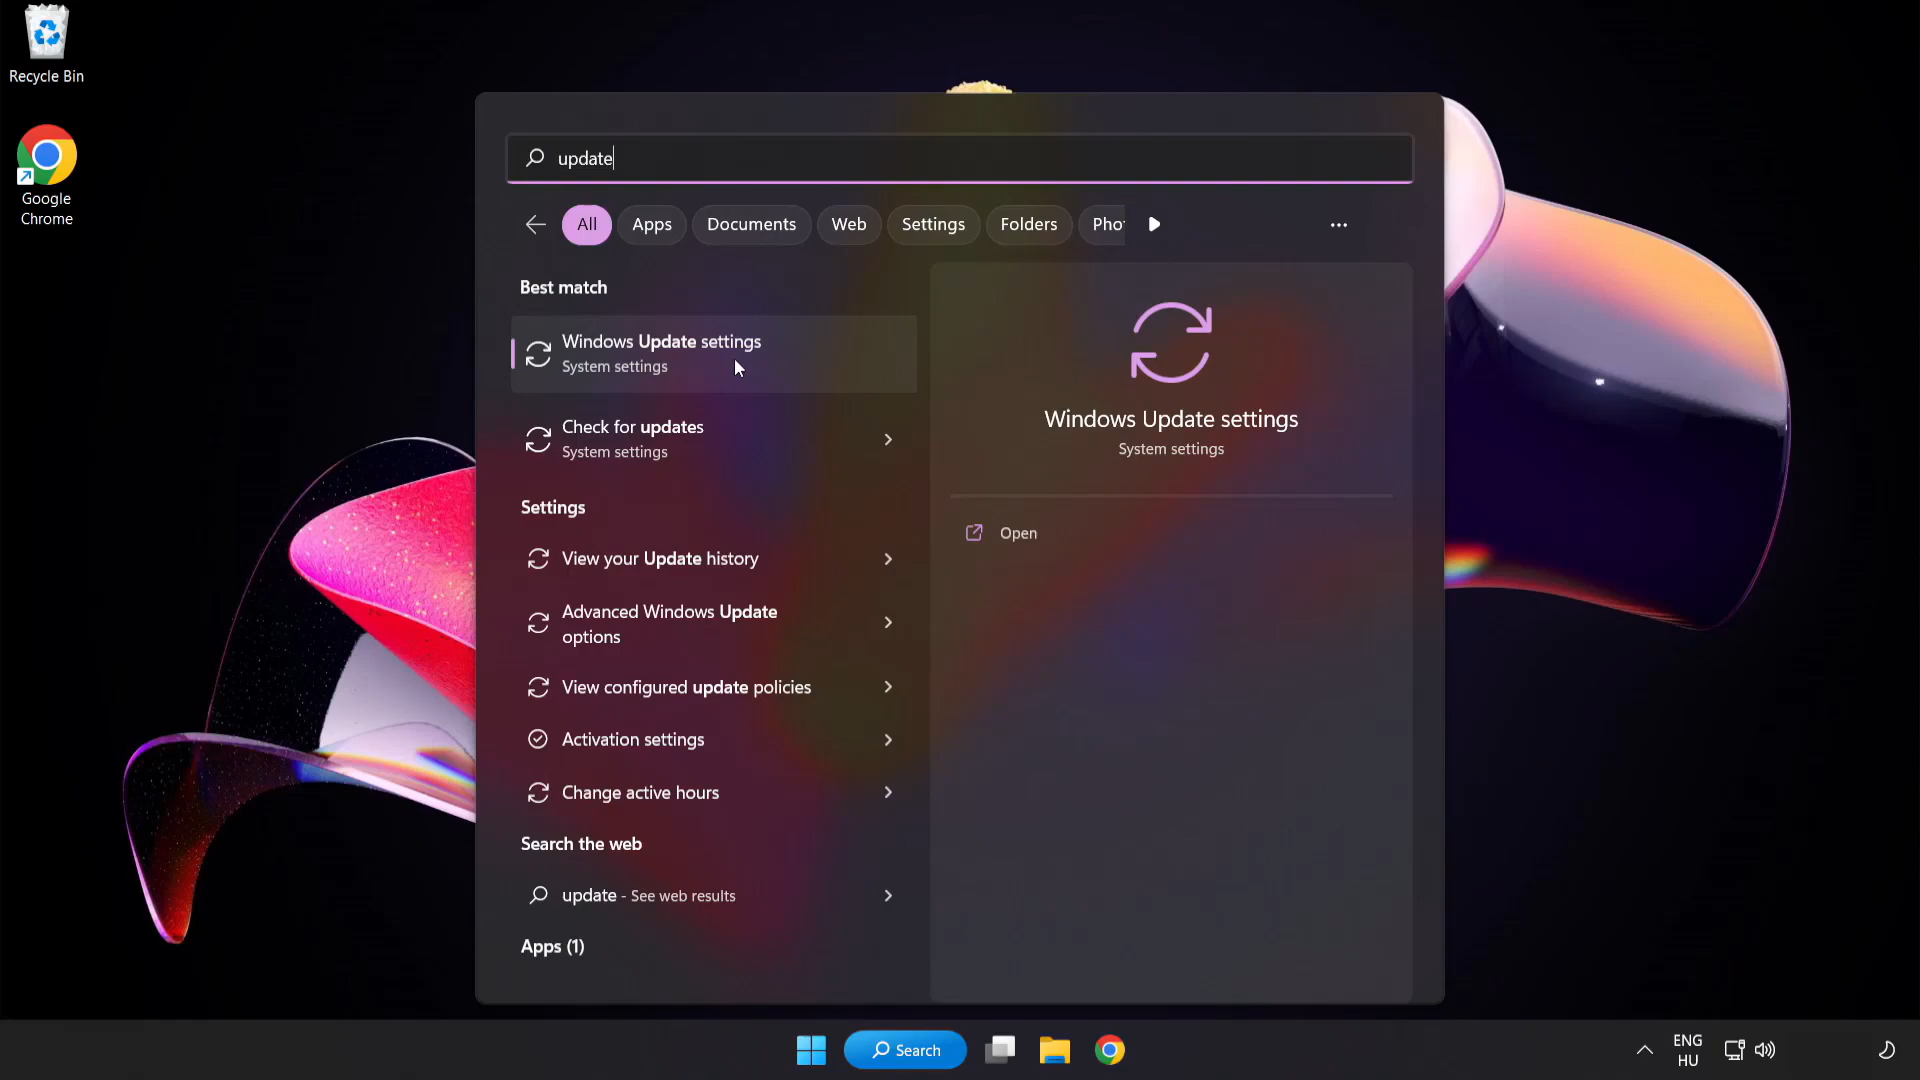 Recycle Bin
Google
Chrome
update
All
Apps
Documents
Web
Settings
Folders
Pho
Best match
Windows Update settings
System settings
Check for updates
System settings
Settings
View your Update history
Advanced Windows Update
options
View configured update policies
Activation settings
Change active hours
Search the web
update - See web results
Apps (1)
Windows Update settings
System settings
Open
Search
ENG
HU